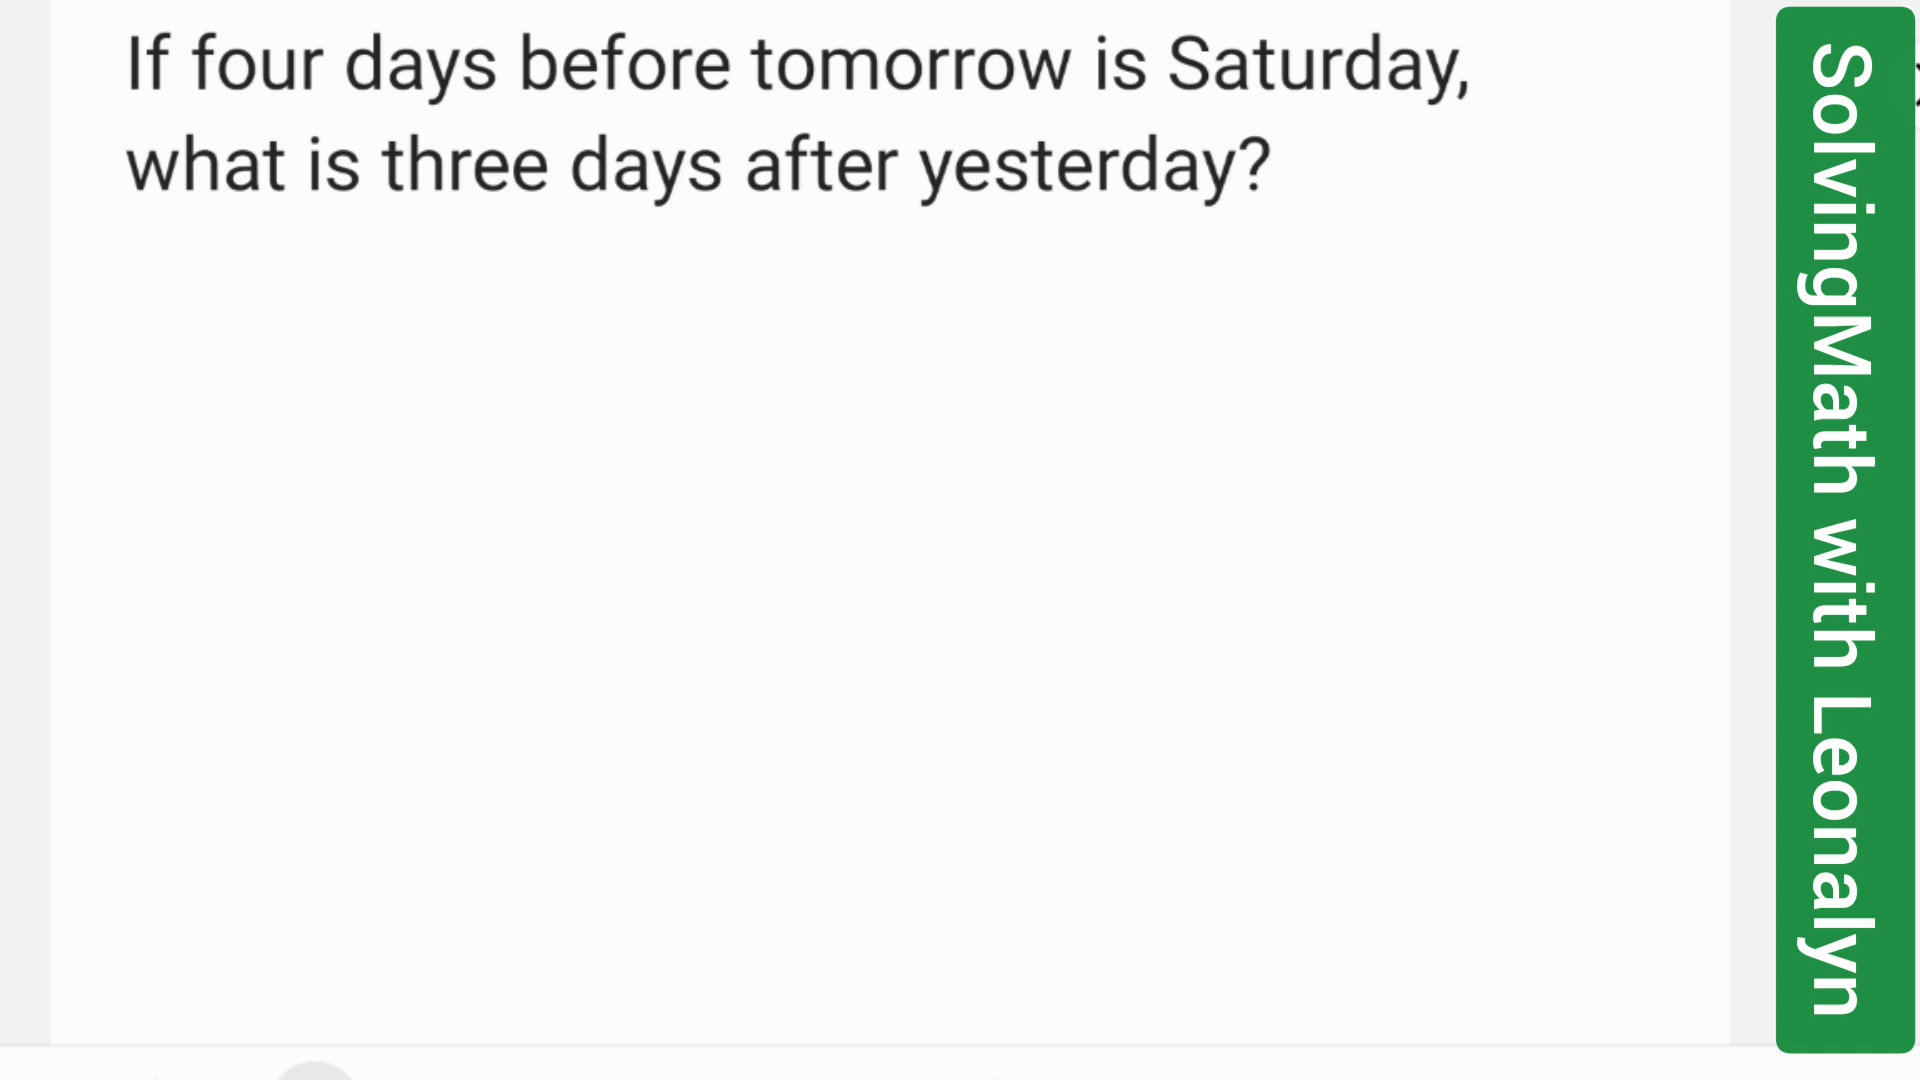 If four days before tomorrow is Saturday,
what is three days after yesterday?
SolvingMath with Leonalyn